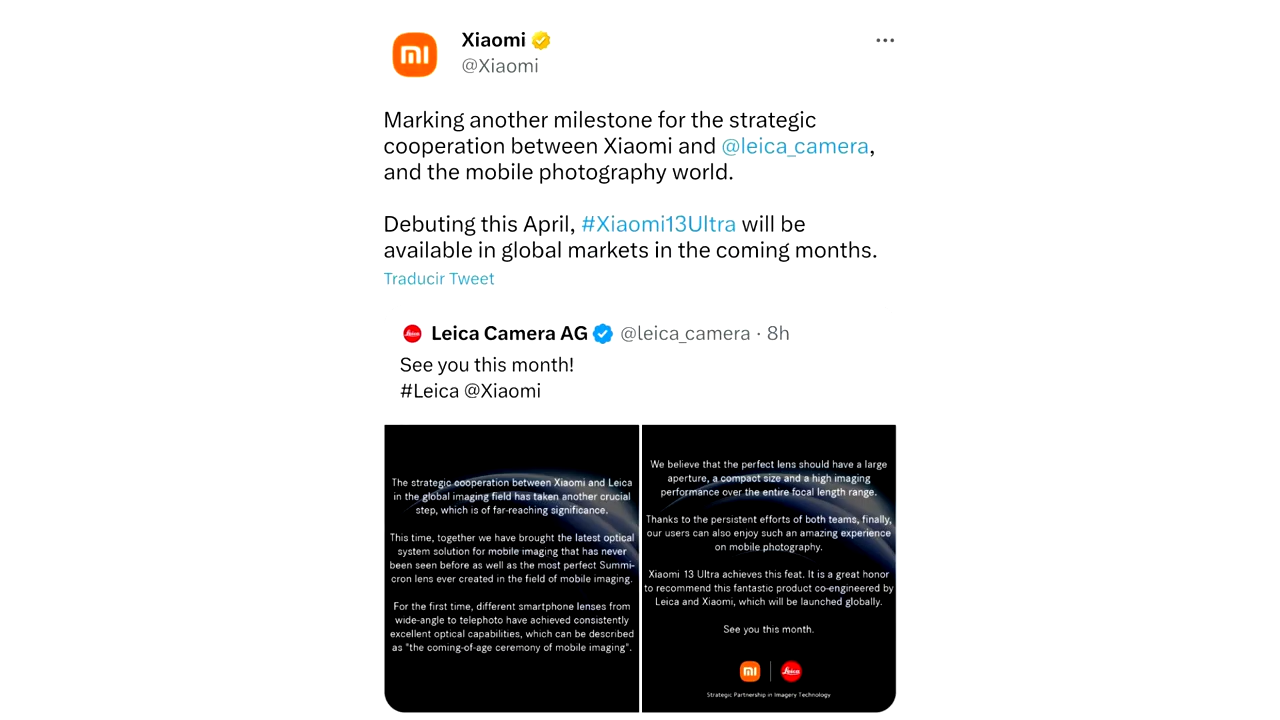 Xiaomi
@Xiaomi
Marking another milestone for the strategic
cooperation between Xiaomi and @leica_camera,
and the mobile photography world.
Debuting this April, #Xiaomi13Ultra will be
available in global markets in the coming months.
Traducir Tweet
Leica Camera AG @leica_camera · 8h
See you this month!
#Leica @Xiaomi
The strategic cooperation between Xiaomi and Leica
in the global imaging field has taken another crucial
step, which is of far-reaching significance.
This time, together we have brought the latest optical
system solution for mobile imaging that has never
been seen before as well as the most perfect Summi-
cron lens ever created in the field of mobile imaging.
For the first time, different smartphone lenses from
wide-angle to telephoto have achieved consistently
excellent optical capabilities, which can be described
as "the coming-of-age ceremony of mobile imaging".
We believe that the perfect lens should have a large
aperture, a compact size and a high imaging
performance over the entire focal length range.
Thanks to the persistent efforts of both teams, finally,
our users can also enjoy such an amazing experience
on mobile photography.
Xiaomi 13 Ultra achieves this feat. It is a great honor
to recommend this fantastic product co-engineered by
Leica and Xiaomi, which will be launched globally.
See you this month.
Leica
Strategic Partnership in Imagery Technology